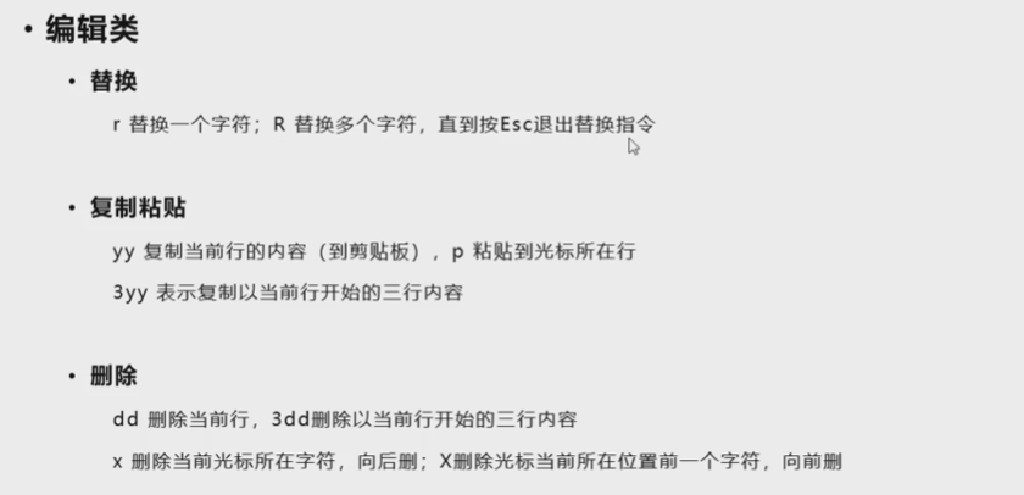 • 编辑类
• 替换
r 替换一个字符；R 替换多个字符，直到按Esc退出替换指令
• 复制粘贴
yy 复制当前行的内容（到剪贴板），p 粘贴到光标所在行
3yy 表示复制以当前行开始的三行内容
• 删除
dd 删除当前行，3dd删除以当前行开始的三行内容
x 删除当前光标所在字符，向后删；X删除光标当前所在位置前一个字符，向前删